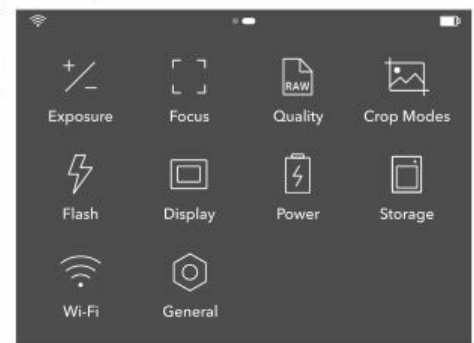 RAW
Exposure Focus Quality Crop Modes
Flash Display Power Storage
Wi-Fi General